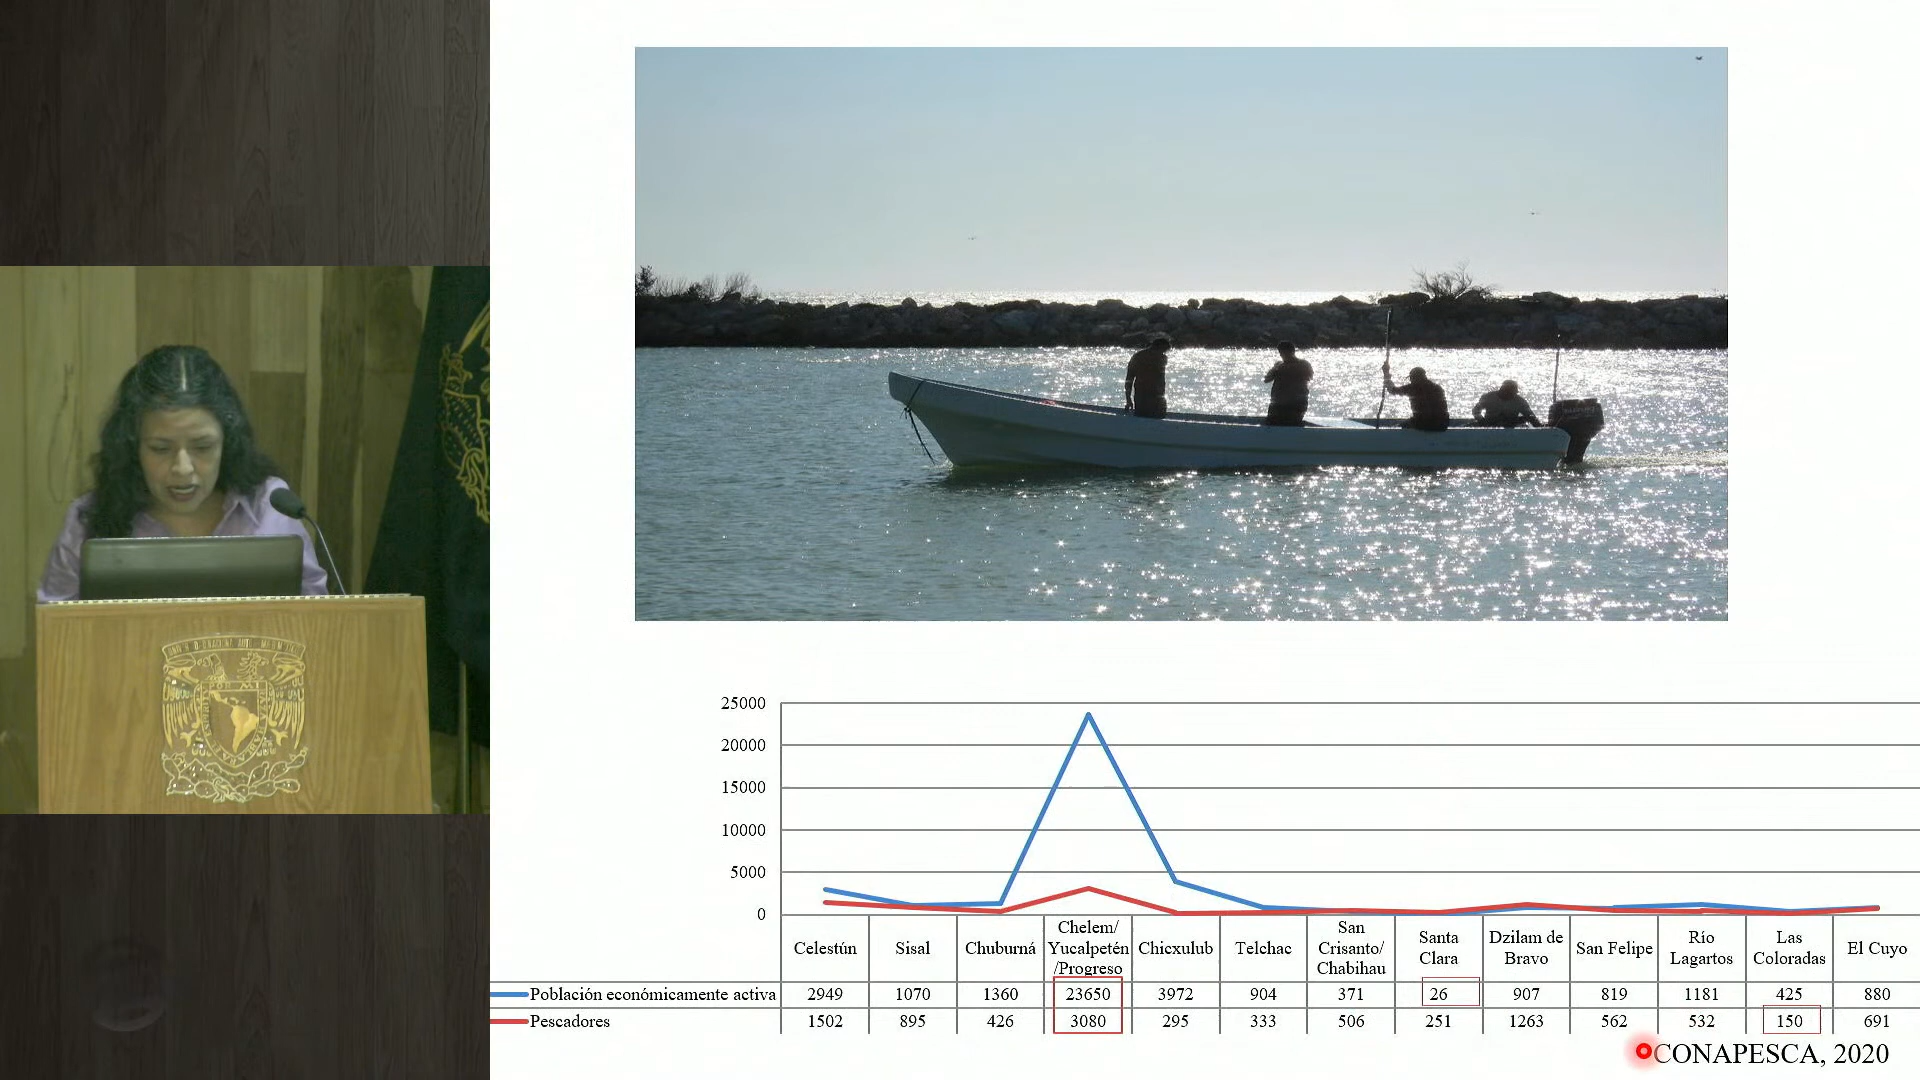 25000
20000
15000
10000
5000
0
Celestún Sisal Chuburná Chelem/ Yucalpetén /Progreso Chicxulub Telchac San Crisanto/ Chabihau Santa Clara Dzilam de Bravo San Felipe Río Lagartos Las Coloradas El Cuyo
Población económicamente activa 2949 1070 1360 23650 3972 904 371 26 907 819 1181 425 880
Pescadores 1502 895 426 3080 295 333 506 251 1263 562 532 150 691
CONAPESCA, 2020